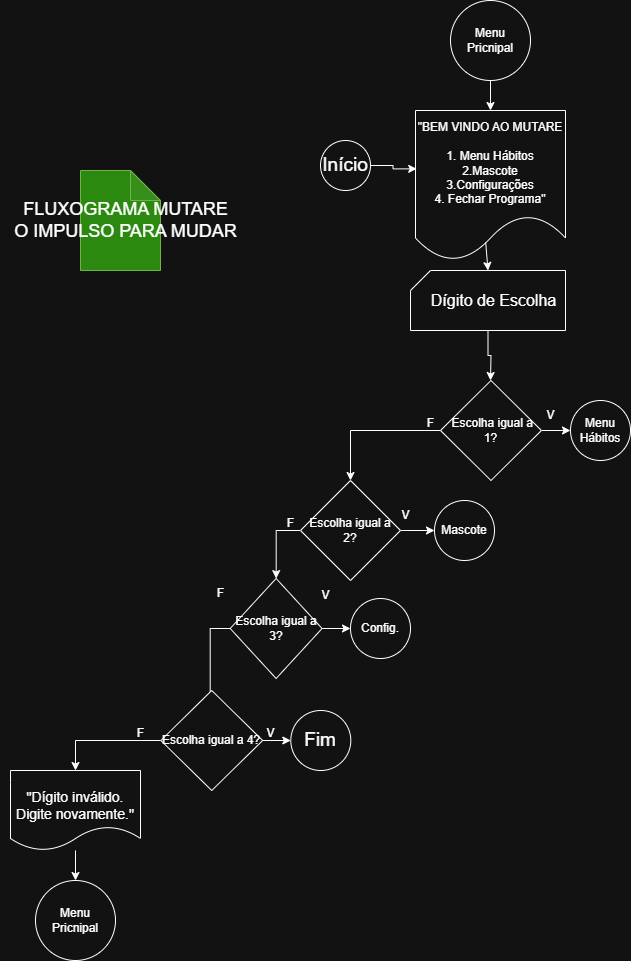 Menu
Pricnipal
"BEM VINDO AO MUTARE
1. Menu Hábitos
2.Mascote
3.Configurações
4. Fechar Programa"
Início
FLUXOGRAMA MUTARE
O IMPULSO PARA MUDAR
Dígito de Escolha
F
Escolha igual a
1?
V
Menu
Hábitos
F
Escolha igual a
2?
V
Mascote
F
Escolha igual a
3?
V
Config.
F
Escolha igual a 4?
V
Fim
"Dígito inválido.
Digite novamente."
Menu
Pricnipal